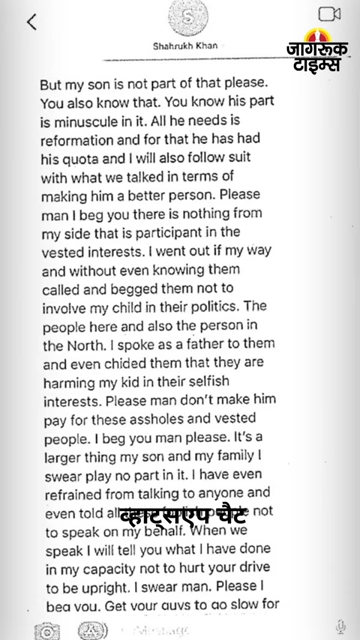 S
Shahrukh Khan
जागरूक
टाइम्स
But my son is not part of that please.
You also know that. You know his part
is minuscule in it. All he needs is
reformation and for that he has had
his quota and I will also follow suit
with what we talked in terms of
making him a better person. Please
man I beg you there is nothing from
my side that is participant in the
vested interests. I went out if my way
and without even knowing them
called and begged them not to
involve my child in their politics. The
people here and also the person in
the North. I spoke as a father to them
and even chided them that they are
harming my kid in their selfish
interests. Please man don't make him
pay for these assholes and vested
people. I beg you man please. It's a
larger thing my son and my family I
swear play no part in it. I have even
refrained from talking to anyone and
even told all not
व्हाट्सएप चैट
to speak on my behalf. When we
speak I will tell you what I have done
in my capacity not to hurt your drive
to be upright. I swear man. Please I
beg you. Get your guys to go slow for